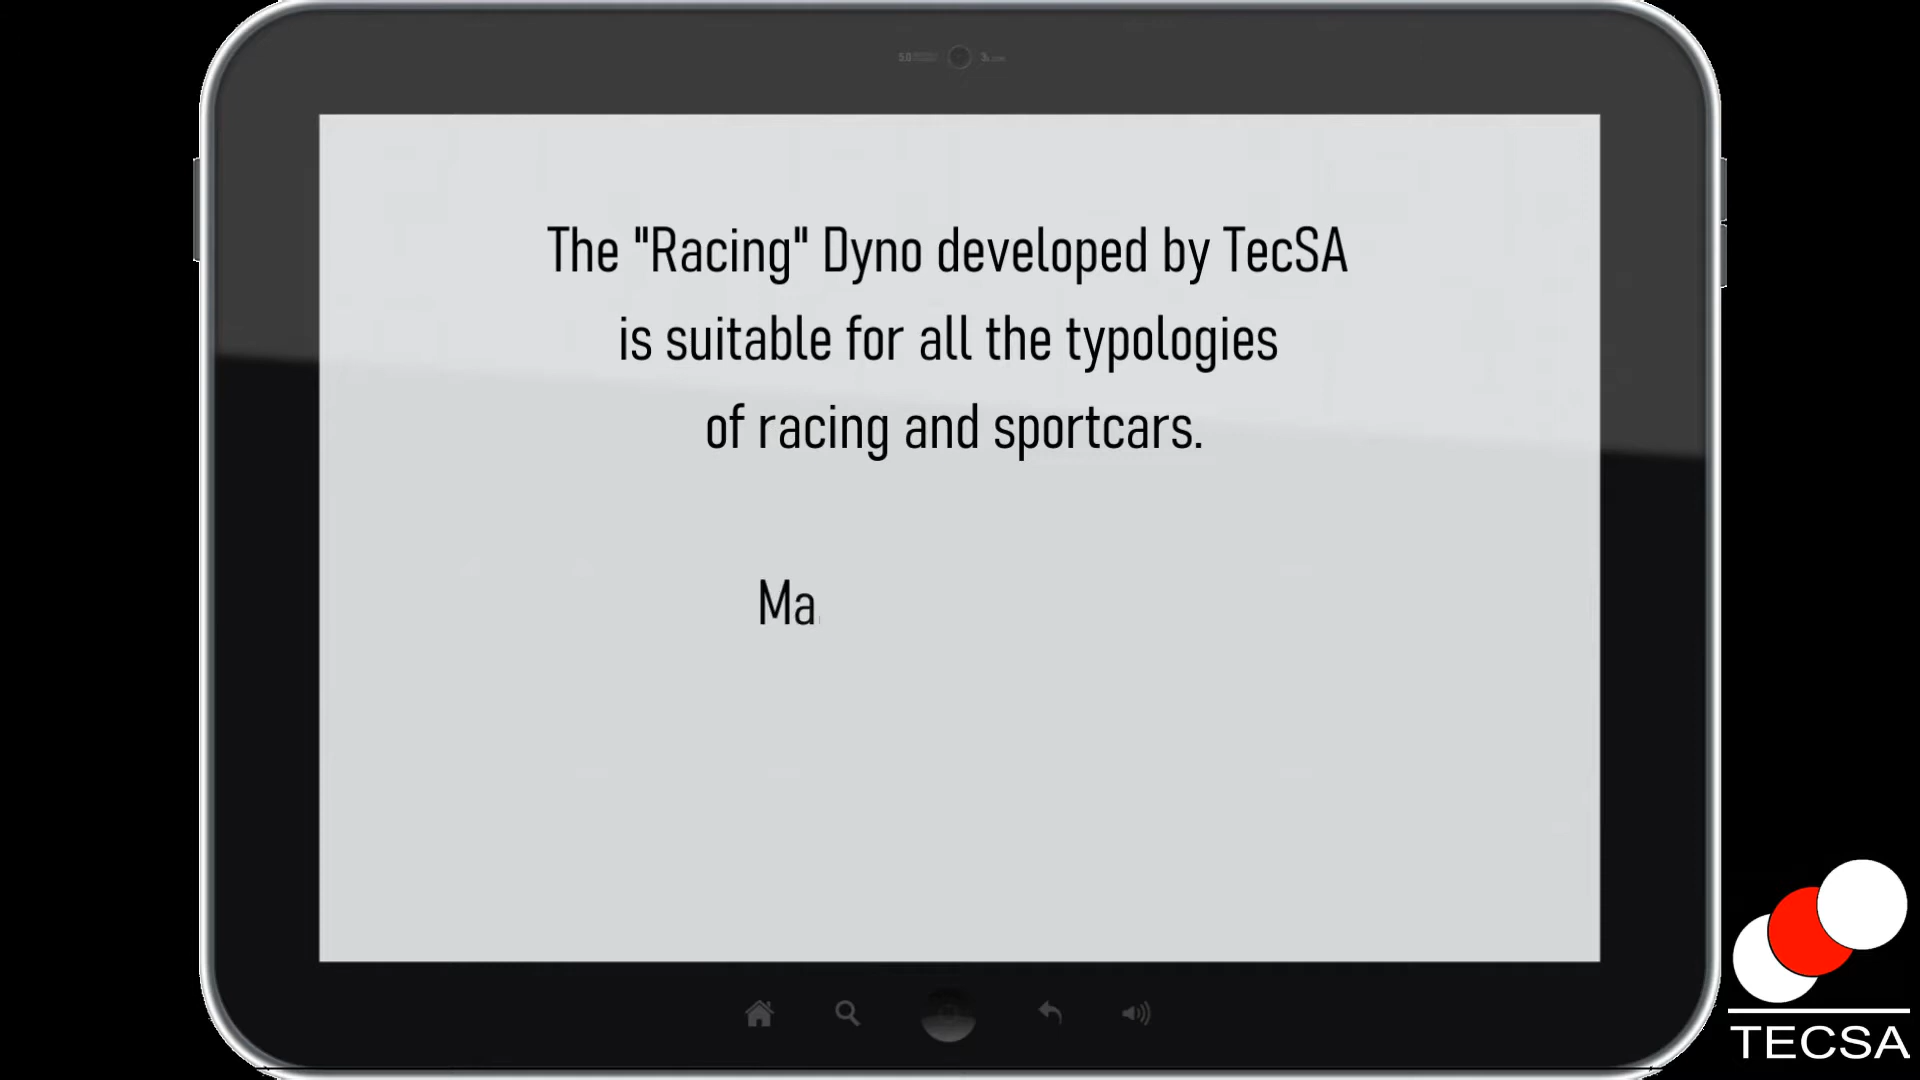 The "Racing" Dyno developed by TecSA
is suitable for all the typologies
of racing and sportcars.
Ma
TECSA